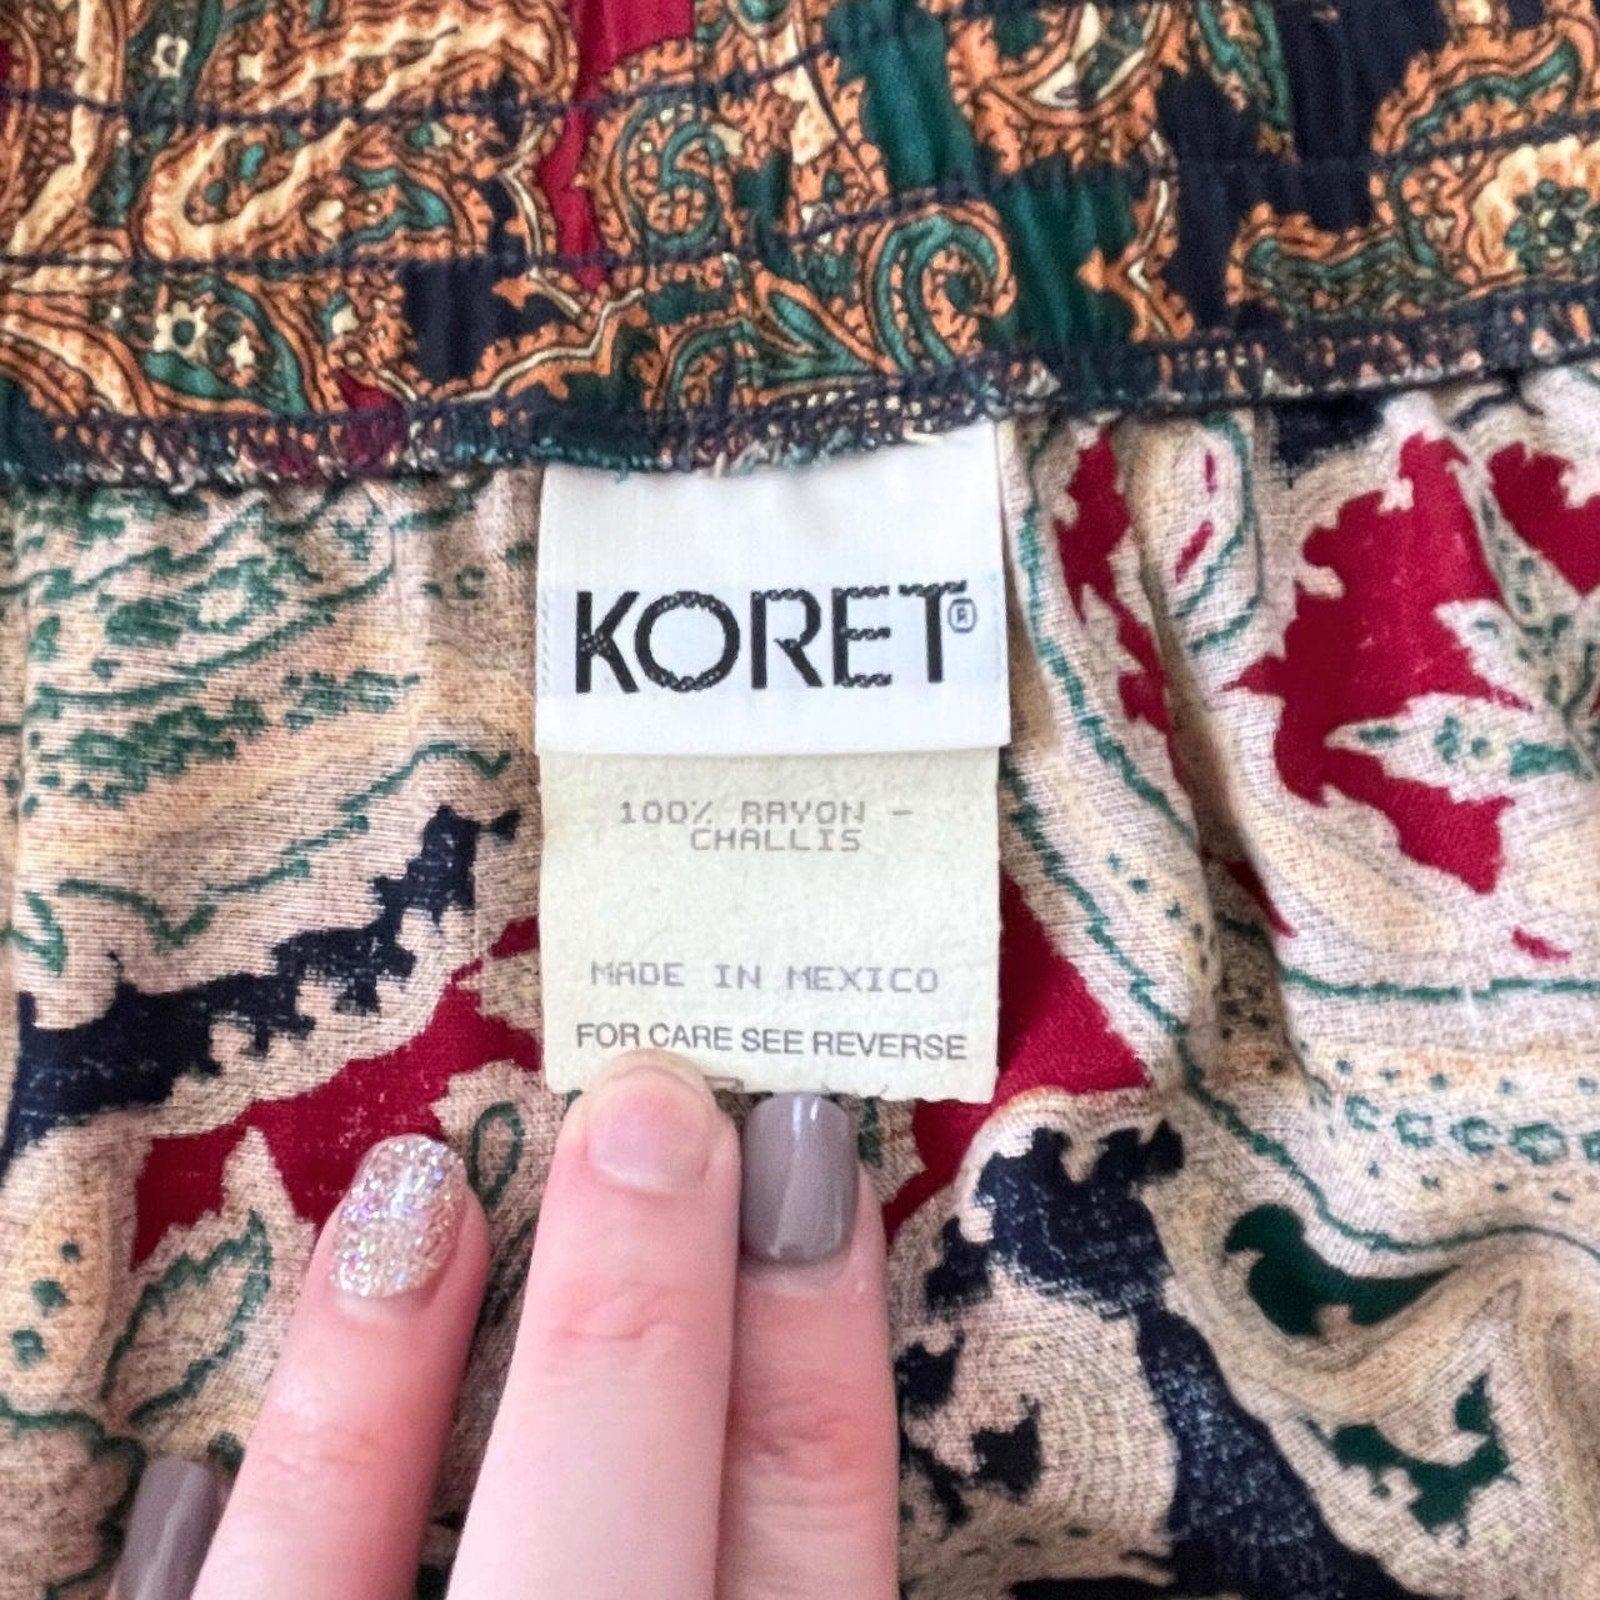 KORET®
100% RAYON -
CHALLIS
MADE IN MEXICO
FOR CARE SEE REVERSE